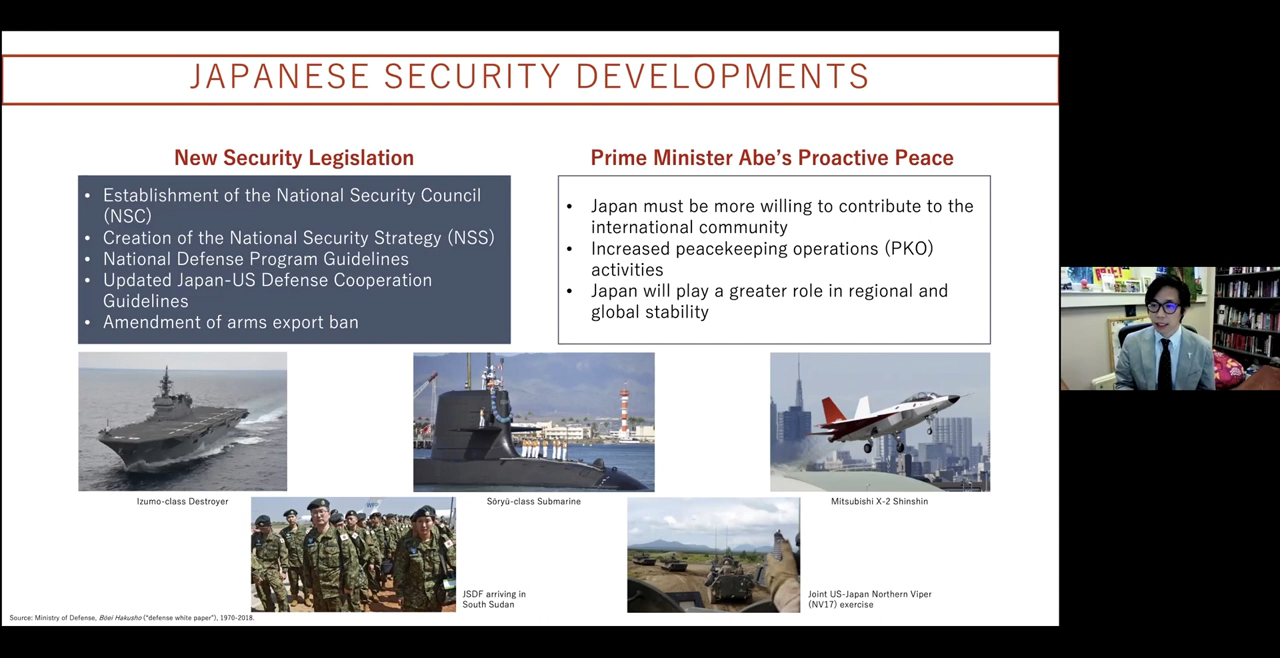 JAPANESE SECURITY DEVELOPMENTS
New Security Legislation
• Establishment of the National Security Council
(NSC)
• Creation of the National Security Strategy (NSS)
• National Defense Program Guidelines
• Updated Japan-US Defense Cooperation
Guidelines
• Amendment of arms export ban
Prime Minister Abe's Proactive Peace
• Japan must be more willing to contribute to the
international community
• Increased peacekeeping operations (PKO)
activities
• Japan will play a greater role in regional and
global stability
Izumo-class Destroyer
Sōryū-class Submarine
Mitsubishi X-2 Shinshin
JSDF arriving in
South Sudan
Joint US-Japan Northern Viper
(NV17) exercise
Source: Ministry of Defense, Bōei Hakusho ("defense white paper"), 1970-2018.